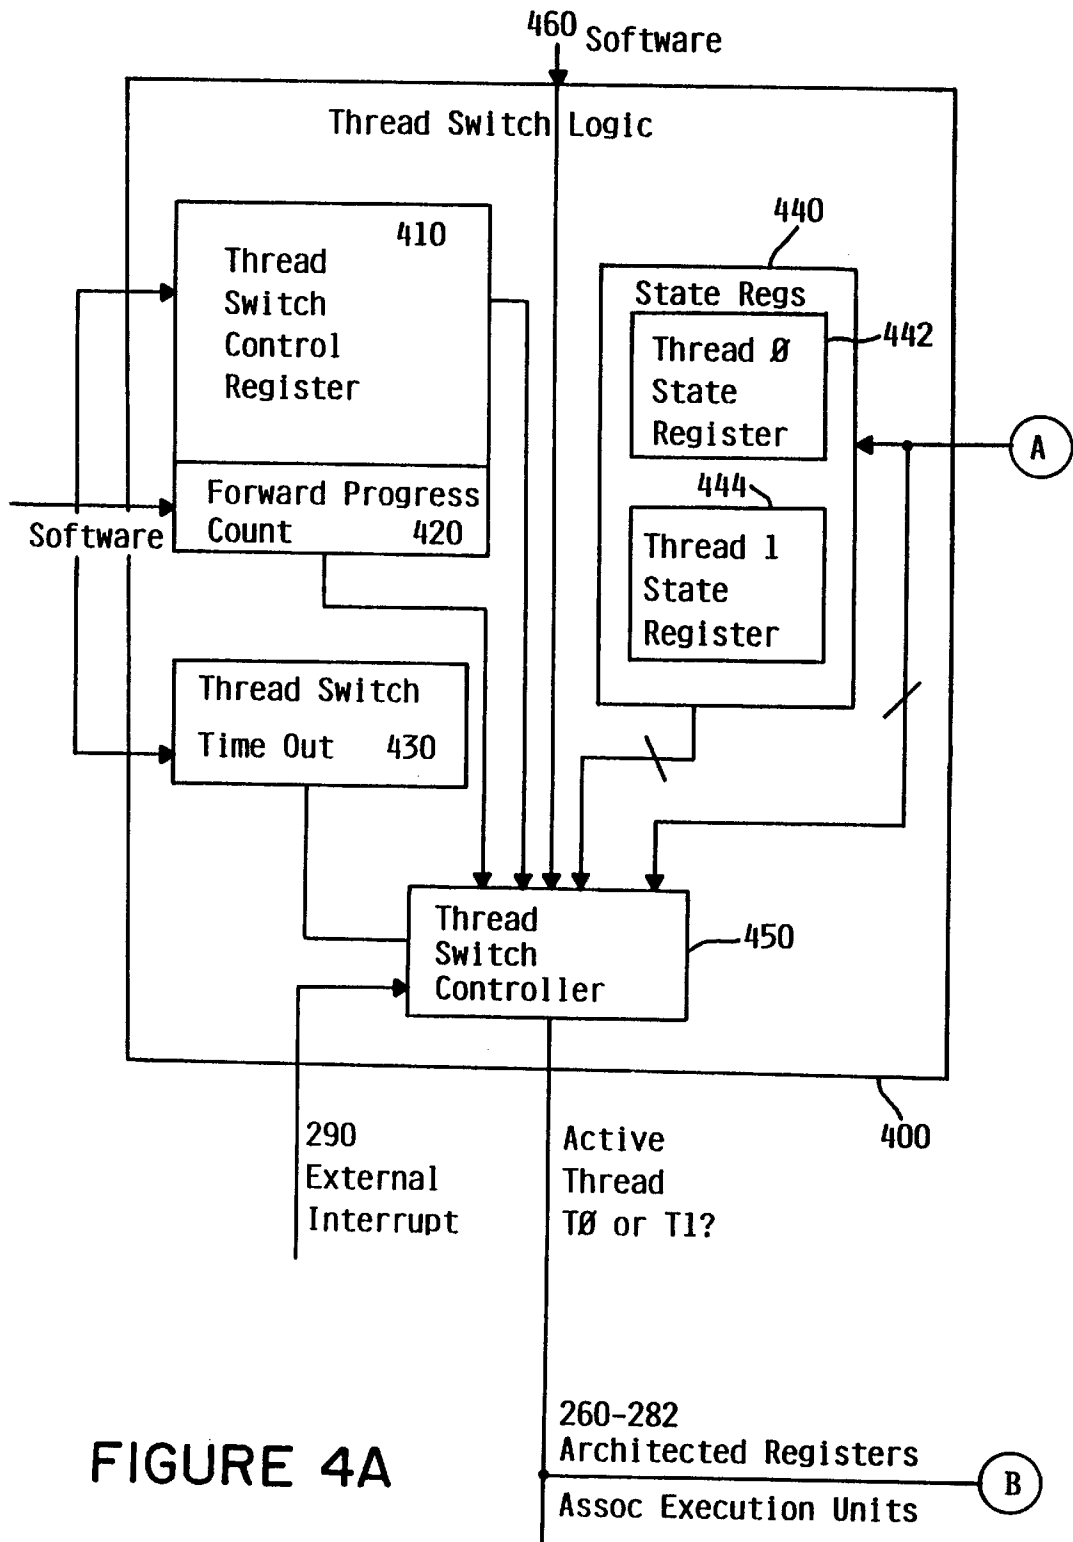 460 Software
Thread Switch Logic
410
Thread
Switch
Control
Register
Forward Progress
Count 420
Software
Thread Switch
Time Out 430
440
State Regs
442
Thread Ø
State
Register
A
444
Thread 1
State
Register
Thread
Switch
Controller
450
400
290
External
Interrupt
Active
Thread
TØ or T1?
260-282
Architected Registers
B
Assoc Execution Units
FIGURE 4A